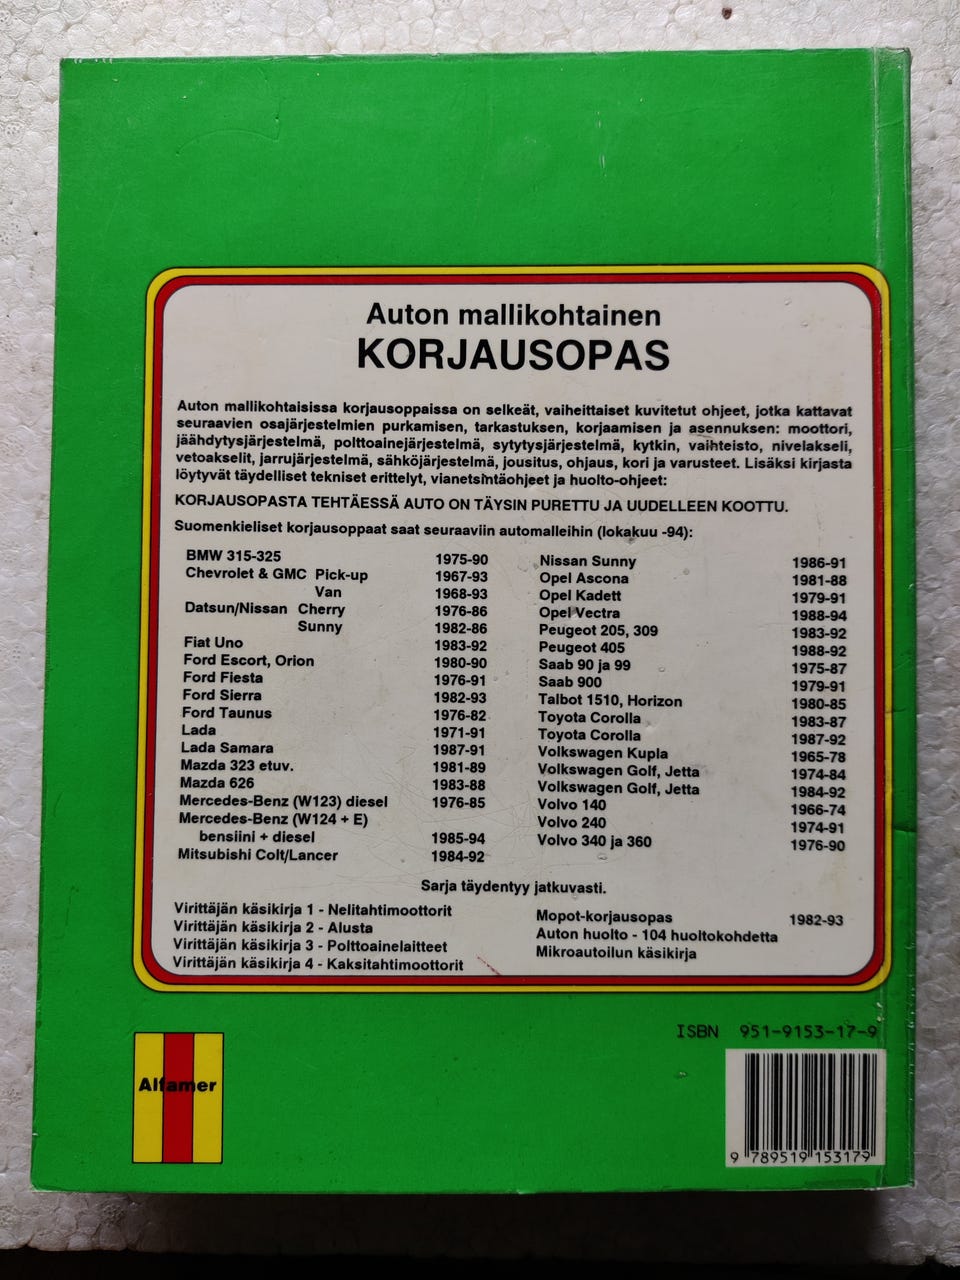 Auton mallikohtainen
KORJAUSOPAS
Auton mallikohtaisissa korjausoppaissa on selkeät, vaiheittaiset kuvitetut ohjeet, jotka kattavat
seuraavien osajärjestelmien purkamisen, tarkastuksen, korjaamisen ja asennuksen: moottori,
jäähdytysjärjestelmä, polttoainejärjestelmä, sytytysjärjestelmä, kytkin, vaihteisto, nivelakseli,
vetoakselit, jarrujärjestelmä, sähköjärjestelmä, jousitus, ohjaus, kori ja varusteet. Lisäksi kirjasta
löytyvät täydelliset tekniset erittelyt, vianetsintäohjeet ja huolto-ohjeet:
KORJAUSOPASTA TEHTÄESSÄ AUTO ON TÄYSIN PURETTU JA UUDELLEEN KOOTTU.
Suomenkieliset korjausoppaat saat seuraaviin automalleihin (lokakuu -94):
BMW 315-325 1975-90
Chevrolet & GMC Pick-up 1967-93
Van 1968-93
Datsun/Nissan Cherry 1976-86
Sunny 1982-86
Fiat Uno 1983-92
Ford Escort, Orion 1980-90
Ford Fiesta 1976-91
Ford Sierra 1982-93
Ford Taunus 1976-82
Lada 1971-91
Lada Samara 1987-91
Mazda 323 etuv. 1981-89
Mazda 626 1983-88
Mercedes-Benz (W123) diesel 1976-85
Mercedes-Benz (W124 + E)
bensiini + diesel 1985-94
Mitsubishi Colt/Lancer 1984-92
Nissan Sunny 1986-91
Opel Ascona 1981-88
Opel Kadett 1979-91
Opel Vectra 1988-94
Peugeot 205, 309 1983-92
Peugeot 405 1988-92
Saab 90 ja 99 1975-87
Saab 900 1979-91
Talbot 1510, Horizon 1980-85
Toyota Corolla 1983-87
Toyota Corolla 1987-92
Volkswagen Kupla 1965-78
Volkswagen Golf, Jetta 1974-84
Volkswagen Golf, Jetta 1984-92
Volvo 140 1966-74
Volvo 240 1974-91
Volvo 340 ja 360 1976-90
Sarja täydentyy jatkuvasti.
Virittäjän käsikirja 1 - Nelitahtimoottorit
Virittäjän käsikirja 2 - Alusta
Virittäjän käsikirja 3 - Polttoainelaitteet
Virittäjän käsikirja 4 - Kaksitahtimoottorit
Mopot-korjausopas 1982-93
Auton huolto - 104 huoltokohdetta
Mikroautoilun käsikirja
Alfamer
ISBN 951-9153-17-9
9 789519 153179